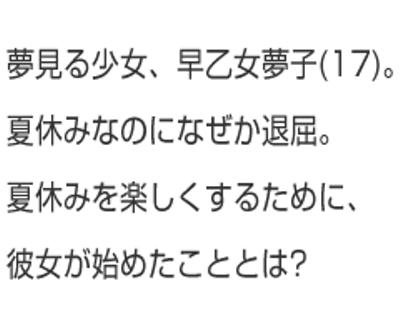 夢見る少女、早乙女夢子(17)。
夏休みなのになぜか退屈。
夏休みを楽しくするために、
彼女が始めたこととは?